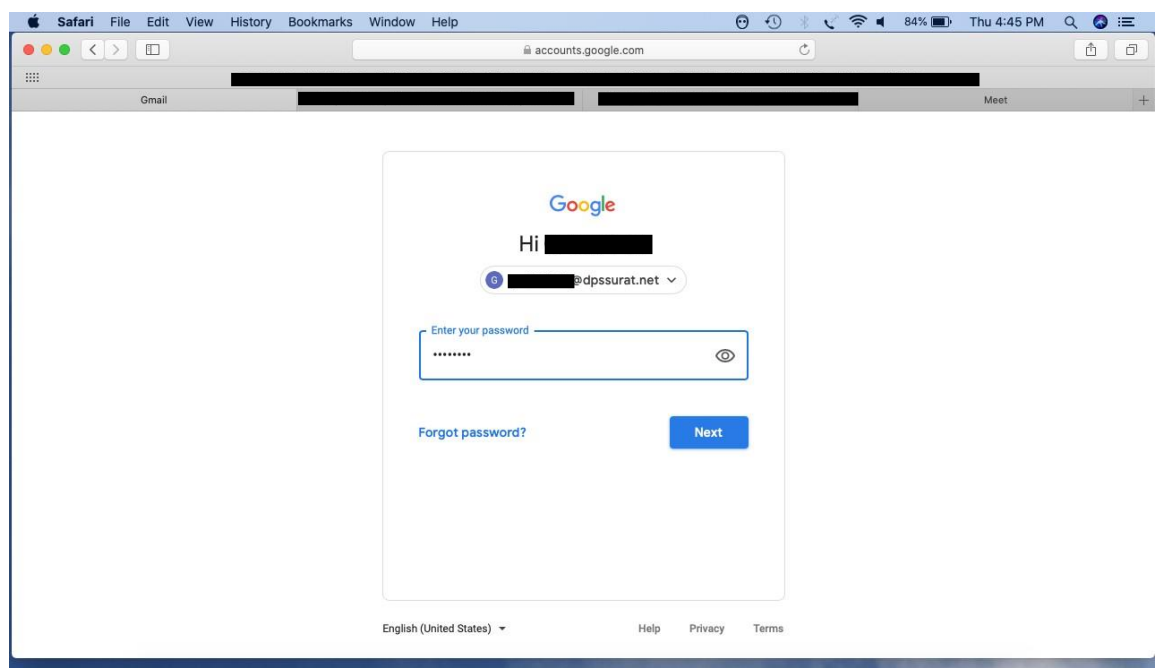 Safari File Edit View History Bookmarks Window Help 84% Thu 4:45 PM
accounts.google.com
Gmail Meet
Google
Hi
G @dpssurat.net
Enter your password
••••••••
Forgot password? Next
English (United States) Help Privacy Terms